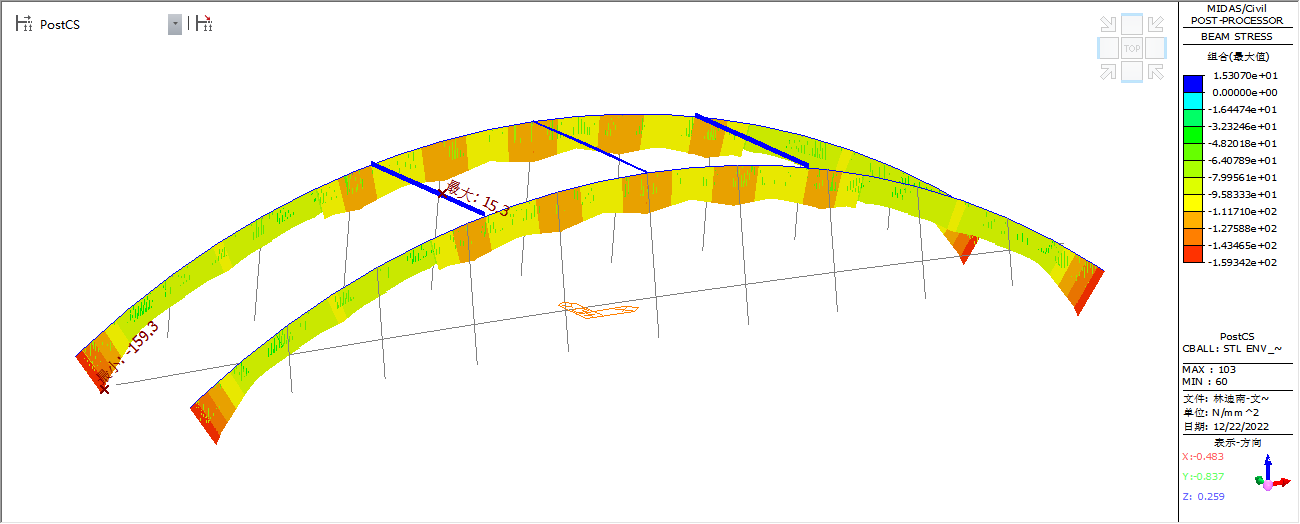 PostCS
TOP
最大: 15.3
最小: -159.3
MIDAS/Civil
POST-PROCESSOR
BEAM STRESS
组合(最大值)
1.53070e+01
0.00000e+00
-1.64474e+01
-3.23246e+01
-4.82018e+01
-6.40789e+01
-7.99561e+01
-9.58333e+01
-1.11710e+02
-1.27588e+02
-1.43465e+02
-1.59342e+02
PostCS
CBALL: STL ENV_~
MAX : 103
MIN : 60
文件: 林迪南-文~
单位: N/mm^2
日期: 12/22/2022
表示-方向
X:-0.483
Y:-0.837
Z: 0.259